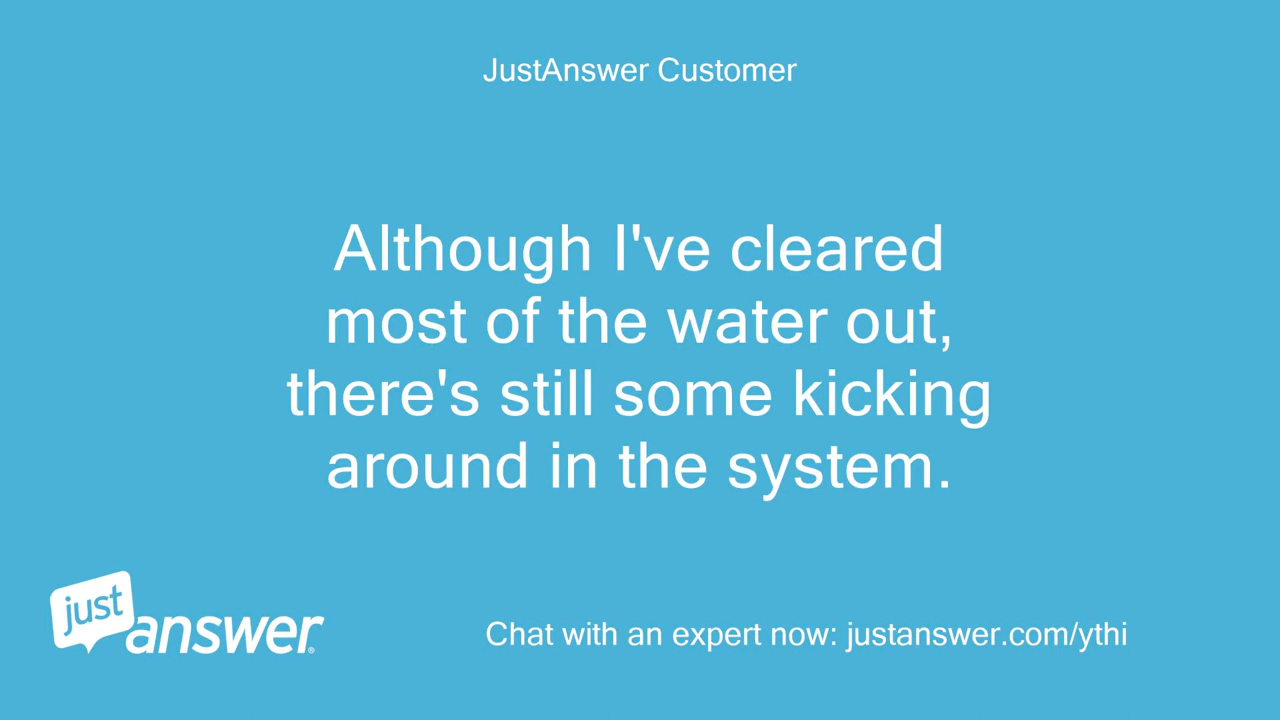 JustAnswer Customer
Although I've cleared
most of the water out,
there's still some kicking
around in the system.
just
answer®
Chat with an expert now: justanswer.com/ythi